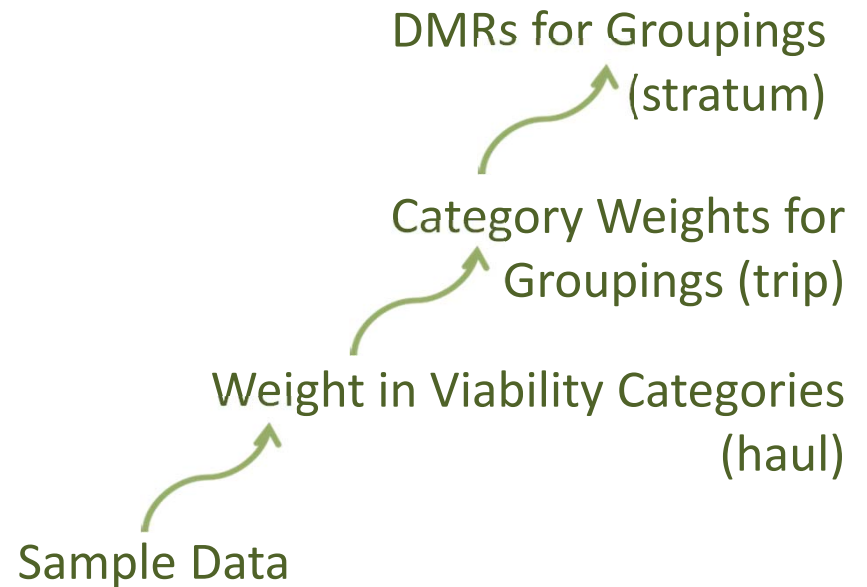 DMRs for Groupings
(stratum)
Category Weights for
Groupings (trip)
Weight in Viability Categories
(haul)
Sample Data